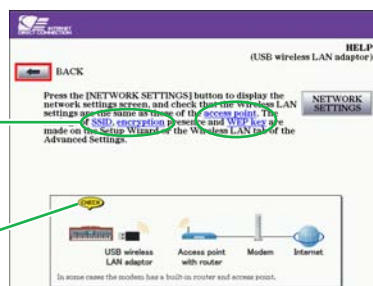 INTERNET
DIRECT CONNECTION
HELP
(USB wireless LAN adaptor)
BACK
Press the [NETWORK SETTINGS] button to display the
network settings screen, and check that the Wireless LAN
settings are the same as those of the access point. The
of SSID, encryption presence and WEP key are
made on the Setup Wizard or the Wireless LAN tab of the
Advanced Settings.
NETWORK
SETTINGS
CHECK
USB wireless
LAN adaptor
Access point
with router
Modem
Internet
In some cases the modem has a built-in router and access point.